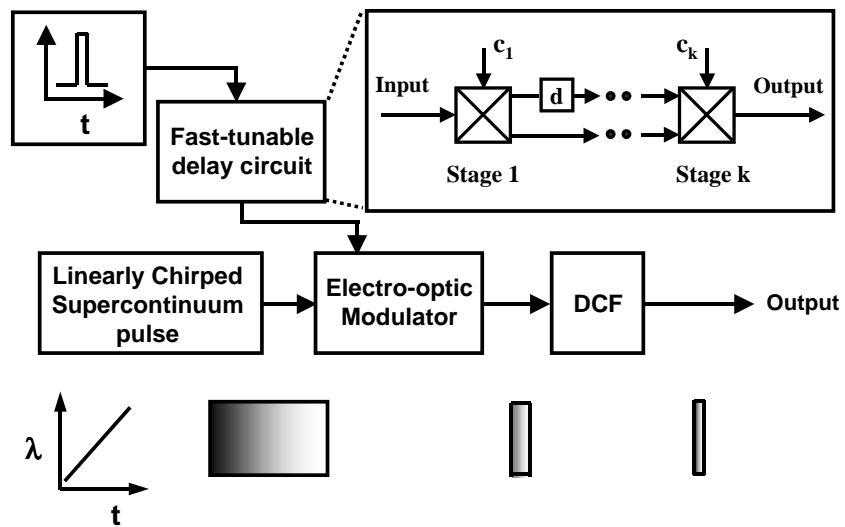 t
Fast-tunable
delay circuit
c1
ck
Input
d
Output
Stage 1
Stage k
Linearly Chirped
Supercontinuum
pulse
Electro-optic
Modulator
DCF
Output
λ
t